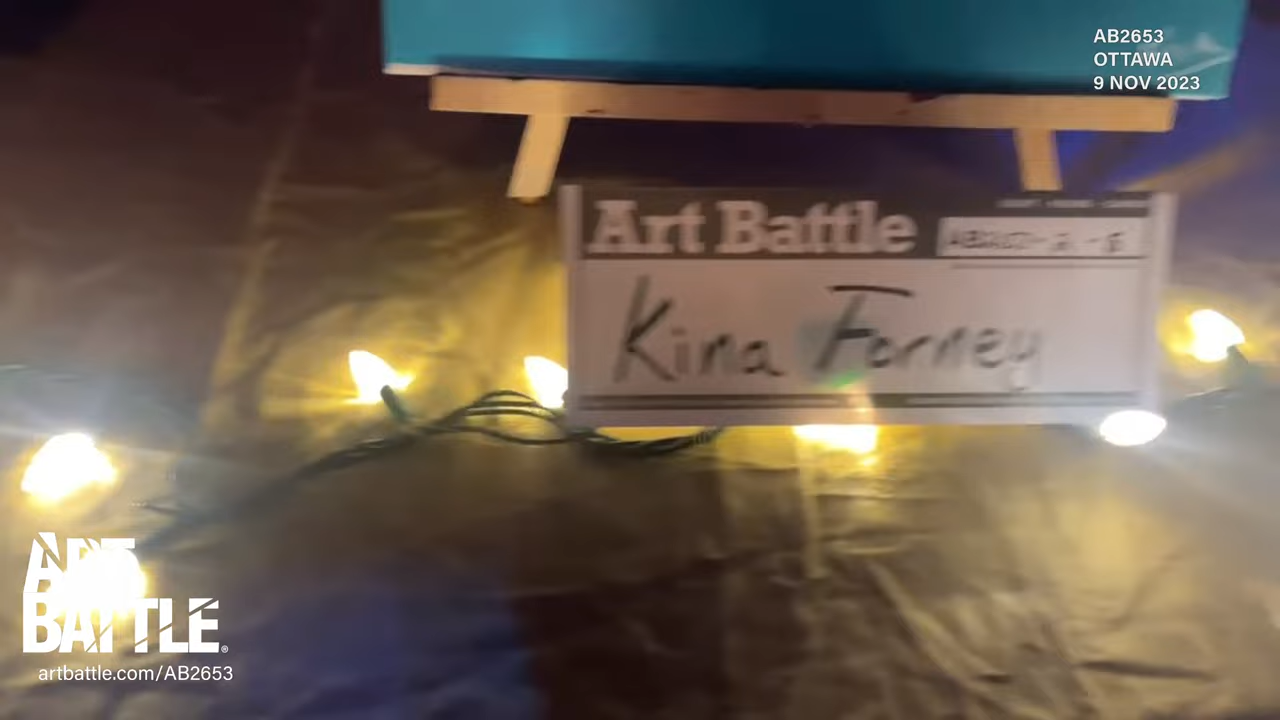 AB2653
OTTAWA
9 NOV 2023
Art Battle
Kina Forney
ART
BATTLE®
artbattle.com/AB2653